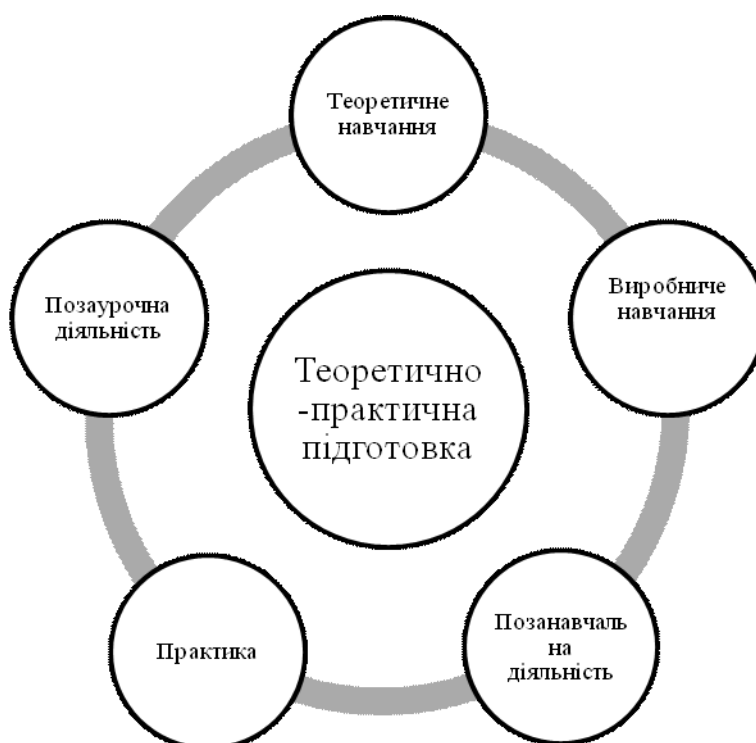 Теоретичне
навчання
Виробниче
навчання
Позаурочна
діяльність
Теоретично
-практична
підготовка
Позанавчаль
на
діяльність
Практика